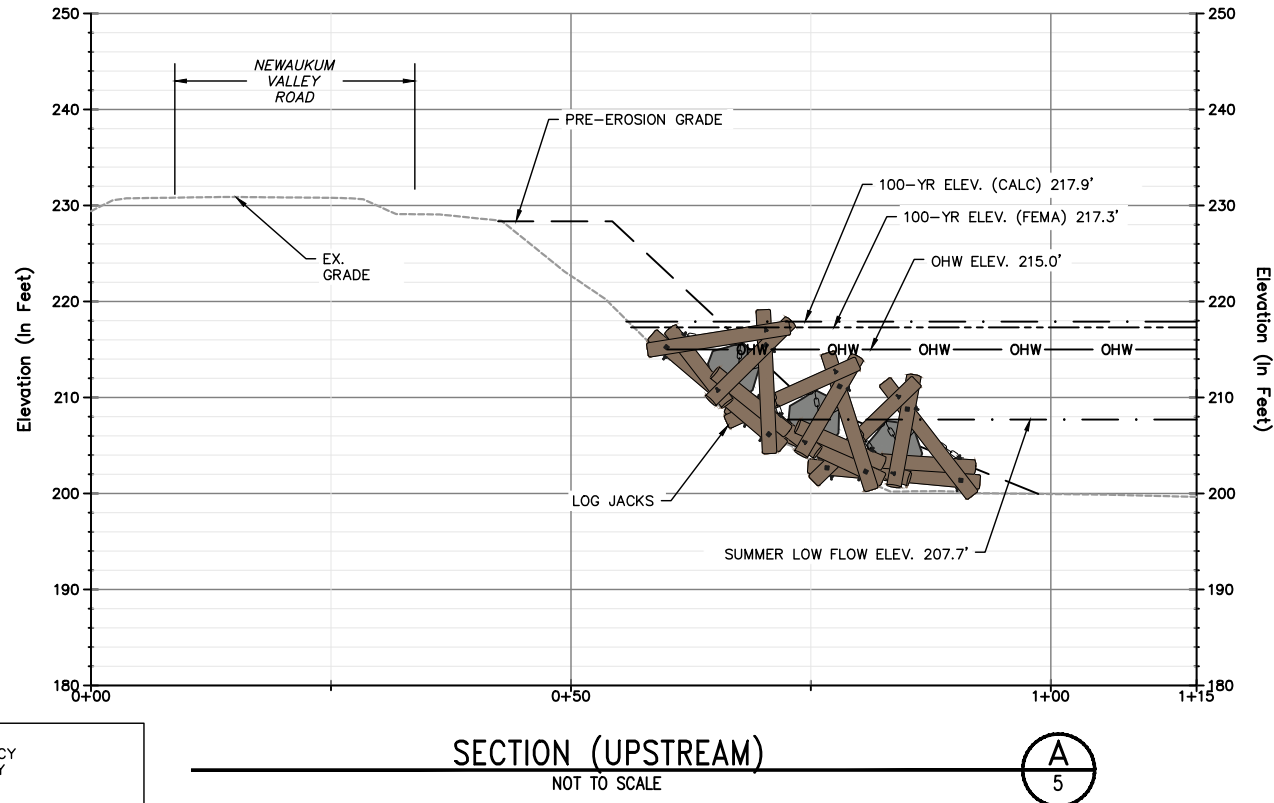 250
250
NEWAUKUM
VALLEY
ROAD
240
240
PRE-EROSION GRADE
100-YR ELEV. (CALC) 217.9'
230
230
100-YR ELEV. (FEMA) 217.3'
EX.
GRADE
OHW ELEV. 215.0'
Elevation (In Feet)
Elevation (In Feet)
220
220
OHW OHW OHW OHW OHW
210
210
LOG JACKS
200
200
SUMMER LOW FLOW ELEV. 207.7'
190
190
180
180
0+00 0+50 1+00 1+15
CY
Y
SECTION (UPSTREAM)
NOT TO SCALE
A
5